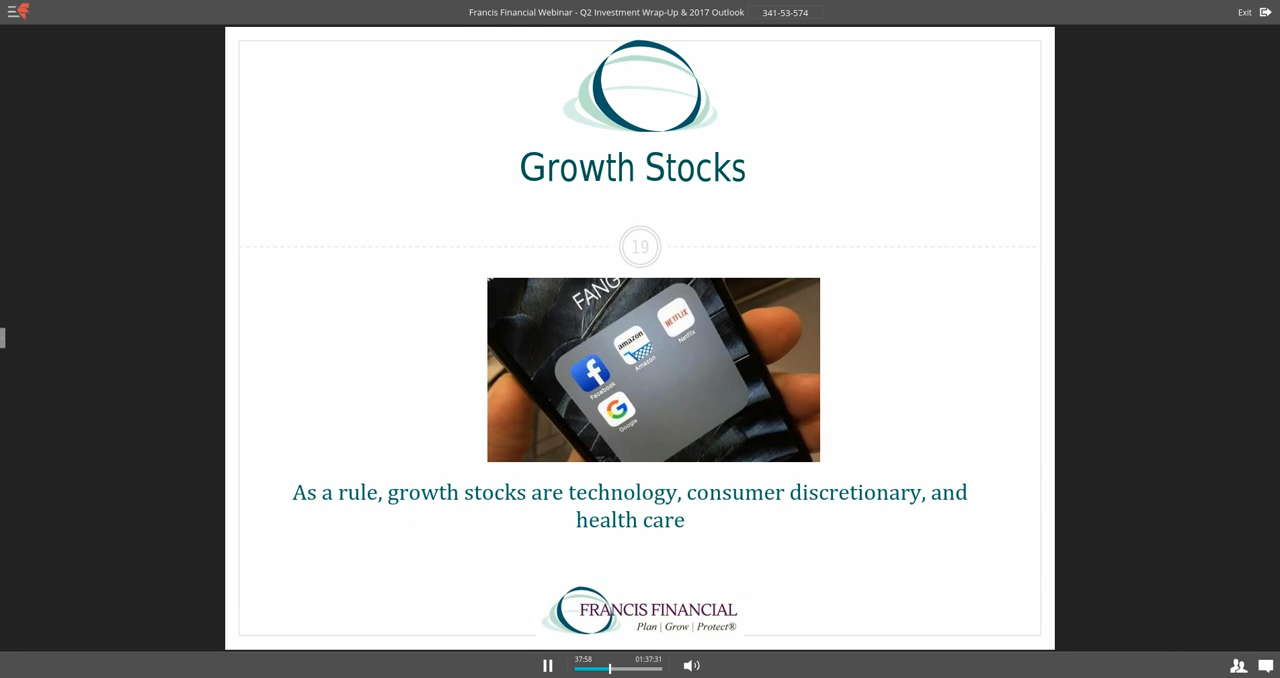 Francis Financial Webinar - Q2 Investment Wrap-Up & 2017 Outlook
341-53-574
Exit
Growth Stocks
19
FANG
NETFLIX
Netflix
amazon
Amazon
Facebook
Google
As a rule, growth stocks are technology, consumer discretionary, and
health care
FRANCIS FINANCIAL
Plan | Grow | Protect®
37:58
01:37:31